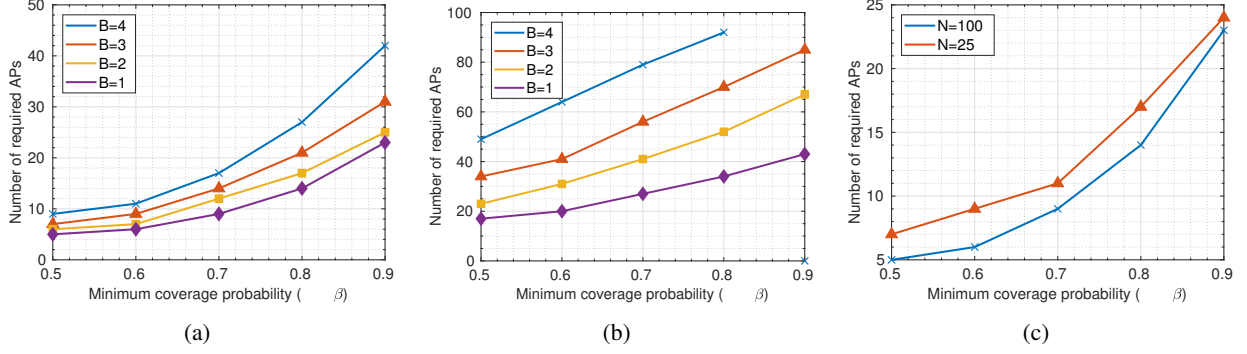 50
40
30
20
10
0
Number of required APs
B=4
B=3
B=2
B=1
0.5 0.6 0.7 0.8 0.9
Minimum coverage probability ( β)
(a)
100
80
60
40
20
0
Number of required APs
B=4
B=3
B=2
B=1
0.5 0.6 0.7 0.8 0.9
Minimum coverage probability ( β)
(b)
25
20
15
10
5
Number of required APs
N=100
N=25
0.5 0.6 0.7 0.8 0.9
Minimum coverage probability ( β)
(c)